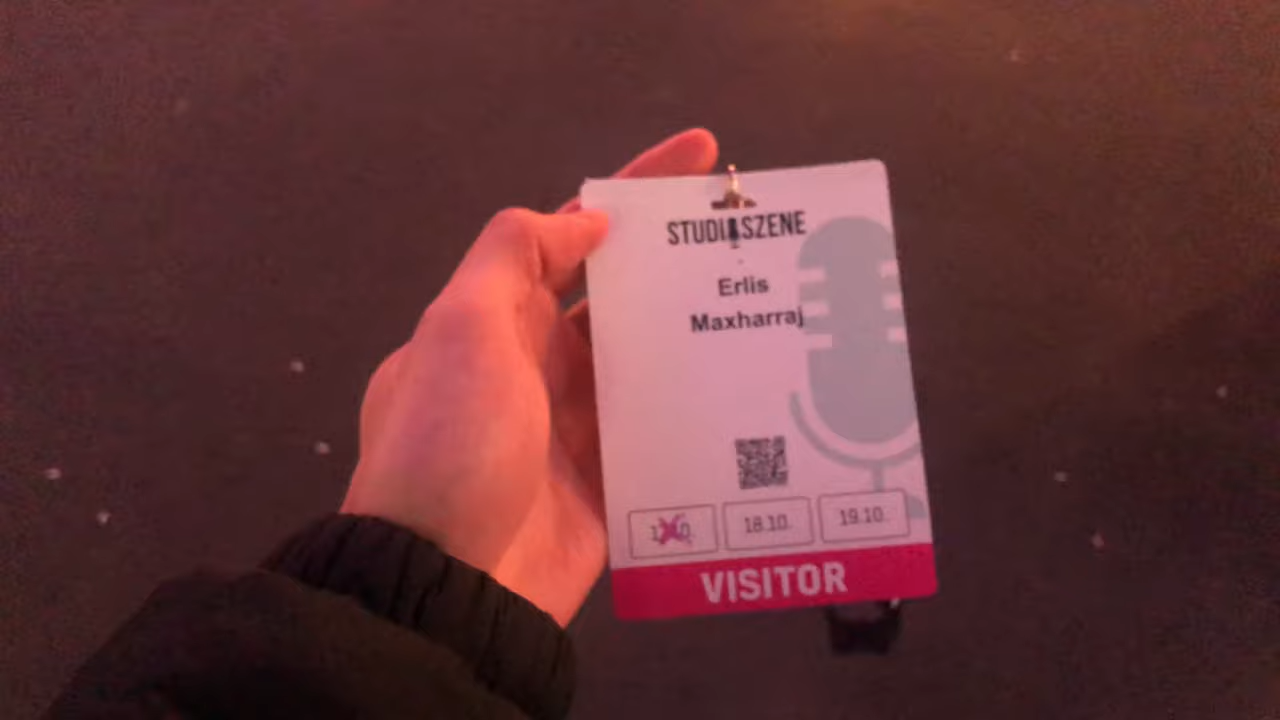 STUDIOSZENE
Erlis
Maxharraj
18.10.
19.10.
VISITOR